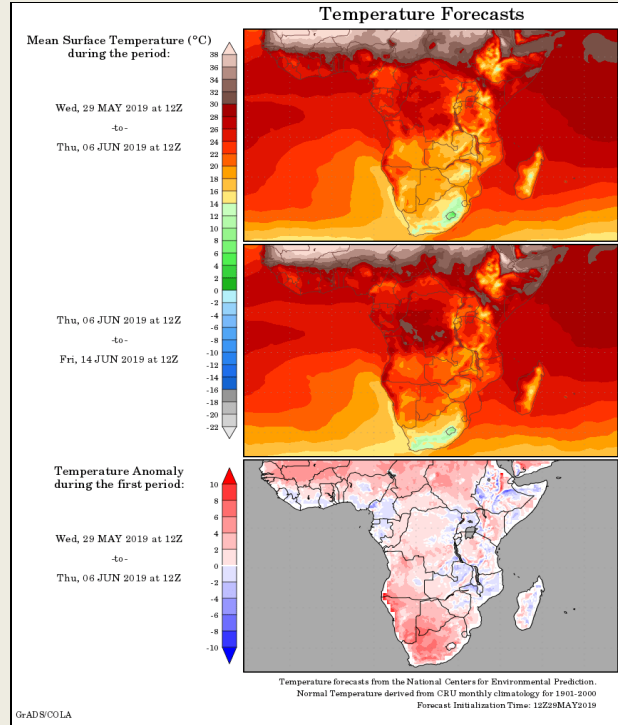 Temperature Forecasts
Mean Surface Temperature (°C)
during the period:
Wed, 29 MAY 2019 at 12Z
-to-
Thu, 06 JUN 2019 at 12Z
38
36
34
32
30
28
26
24
22
20
18
16
14
12
10
8
6
4
2
0
-2
-4
-6
-8
-10
-12
-14
-16
-18
-20
-22
Thu, 06 JUN 2019 at 12Z
-to-
Fri, 14 JUN 2019 at 12Z
Temperature Anomaly
during the first period:
Wed, 29 MAY 2019 at 12Z
-to-
Thu, 06 JUN 2019 at 12Z
10
8
6
4
2
0
-2
-4
-6
-8
-10
Temperature forecasts from the National Centers for Environmental Prediction.
Normal Temperature derived from CRU monthly climatology for 1901-2000
Forecast Initialization Time: 12Z29MAY2019
GrADS/COLA